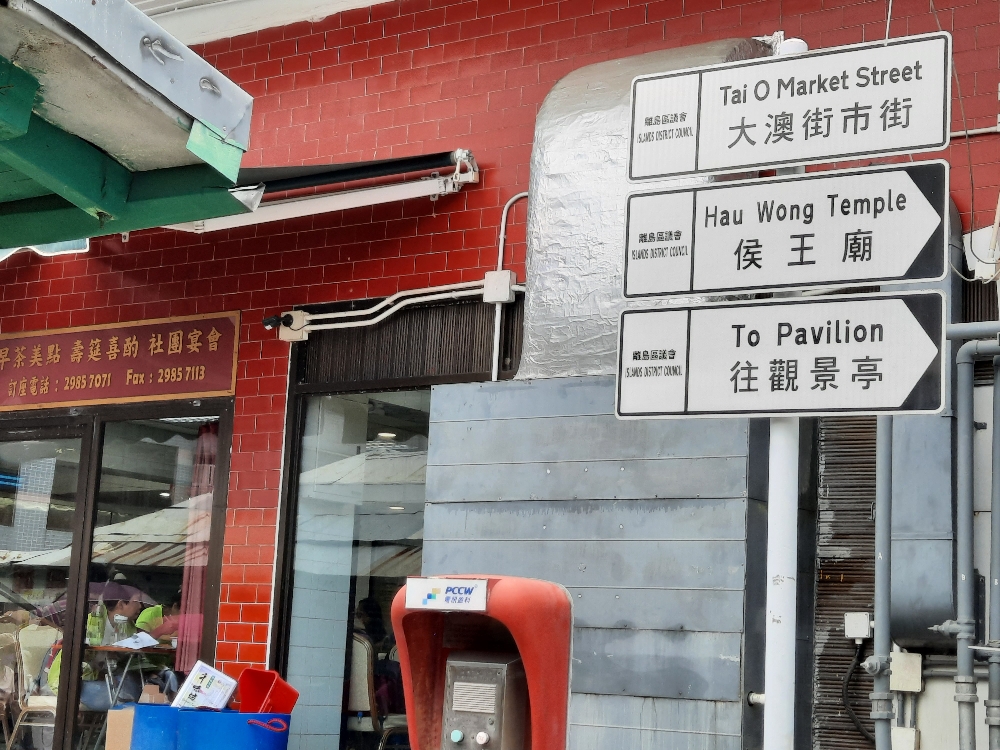 離島區議會
ISLANDS DISTRICT COUNCIL
Tai O Market Street
大澳街市街
離島區議會
ISLANDS DISTRICT COUNCIL
Hau Wong Temple
侯王廟
離島區議會
ISLANDS DISTRICT COUNCIL
To Pavilion
往觀景亭
早茶美點 壽筵喜酌 社團宴會
訂座電話：2985 7071 Fax：2985 7113
PCCW
電訊盈科